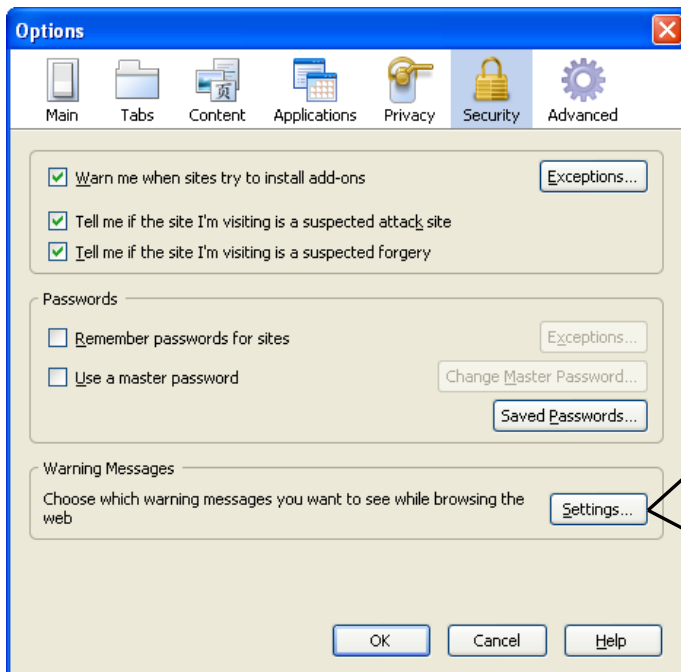 Options
Main Tabs Content Applications Privacy Security Advanced
Warn me when sites try to install add-ons Exceptions...
Tell me if the site I'm visiting is a suspected attack site
Tell me if the site I'm visiting is a suspected forgery
Passwords
Remember passwords for sites Exceptions...
Use a master password Change Master Password...
Saved Passwords...
Warning Messages
Choose which warning messages you want to see while browsing the
web
Settings...
OK Cancel Help